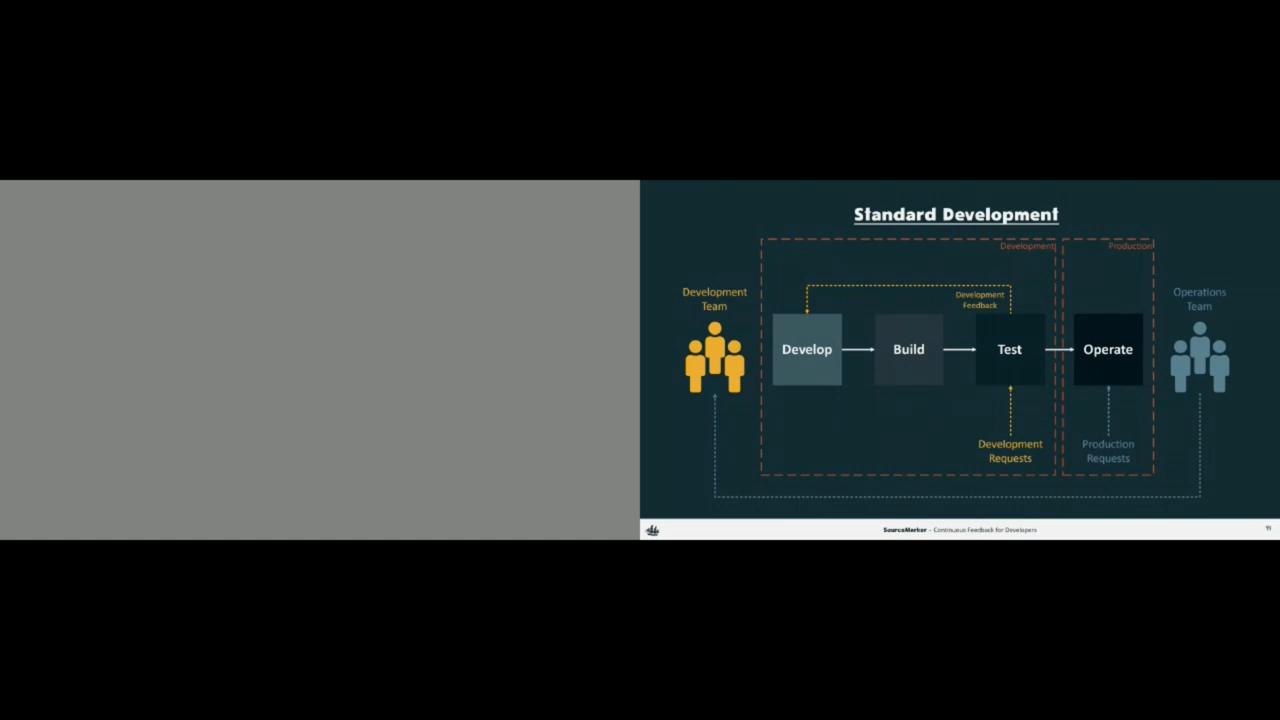 Standard Development
Development
Production
Development
Team
Operations
Team
Development
Feedback
Develop
Build
Test
Operate
Development
Requests
Production
Requests
SourceMarker - Continuous Feedback for Developers